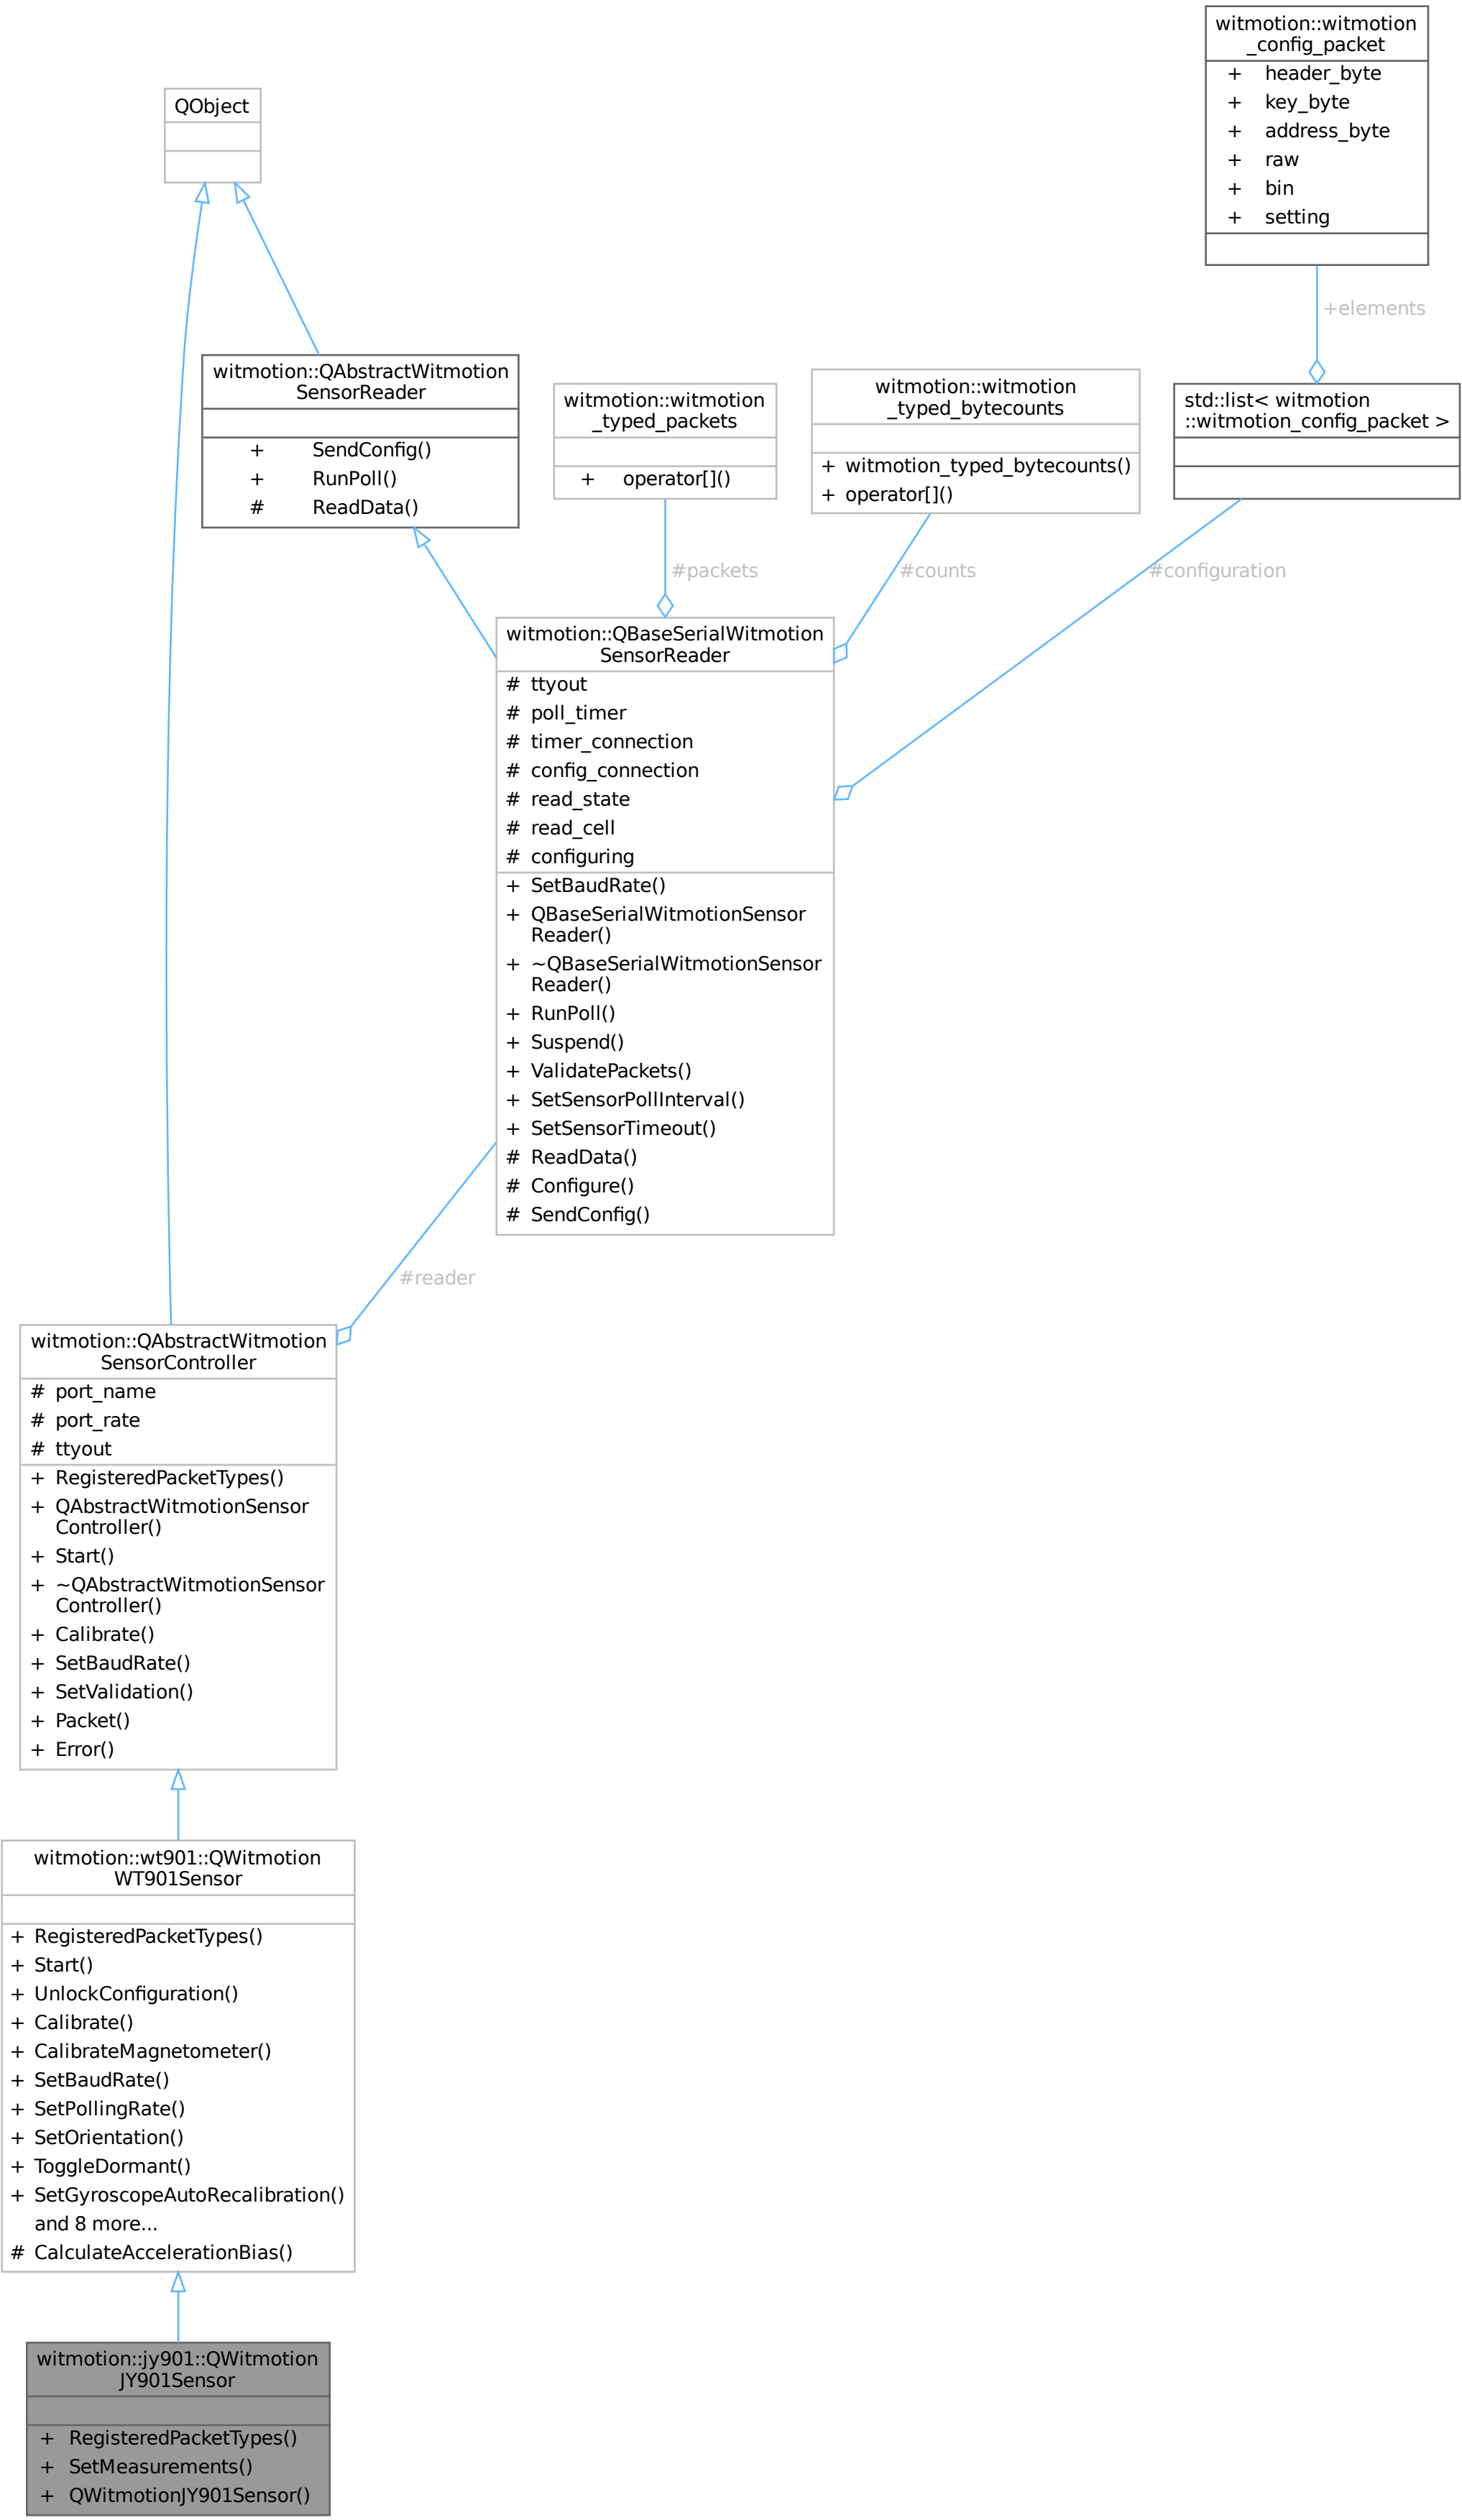 witmotion::witmotion
_config_packet
+ header_byte
+ key_byte
+ address_byte
+ raw
+ bin
+ setting
QObject
+elements
witmotion::QAbstractWitmotion
SensorReader
+ SendConfig()
+ RunPoll()
# ReadData()
witmotion::witmotion
_typed_packets
+ operator[]()
witmotion::witmotion
_typed_bytecounts
+ witmotion_typed_bytecounts()
+ operator[]()
std::list< witmotion
::witmotion_config_packet >
#packets
#counts
#configuration
witmotion::QBaseSerialWitmotion
SensorReader
# ttyout
# poll_timer
# timer_connection
# config_connection
# read_state
# read_cell
# configuring
+ SetBaudRate()
+ QBaseSerialWitmotionSensor
Reader()
+ ~QBaseSerialWitmotionSensor
Reader()
+ RunPoll()
+ Suspend()
+ ValidatePackets()
+ SetSensorPollInterval()
+ SetSensorTimeout()
# ReadData()
# Configure()
# SendConfig()
#reader
witmotion::QAbstractWitmotion
SensorController
# port_name
# port_rate
# ttyout
+ RegisteredPacketTypes()
+ QAbstractWitmotionSensor
Controller()
+ Start()
+ ~QAbstractWitmotionSensor
Controller()
+ Calibrate()
+ SetBaudRate()
+ SetValidation()
+ Packet()
+ Error()
witmotion::wt901::QWitmotion
WT901Sensor
+ RegisteredPacketTypes()
+ Start()
+ UnlockConfiguration()
+ Calibrate()
+ CalibrateMagnetometer()
+ SetBaudRate()
+ SetPollingRate()
+ SetOrientation()
+ ToggleDormant()
+ SetGyroscopeAutoRecalibration()
and 8 more...
# CalculateAccelerationBias()
witmotion::jy901::QWitmotion
JY901Sensor
+ RegisteredPacketTypes()
+ SetMeasurements()
+ QWitmotionJY901Sensor()